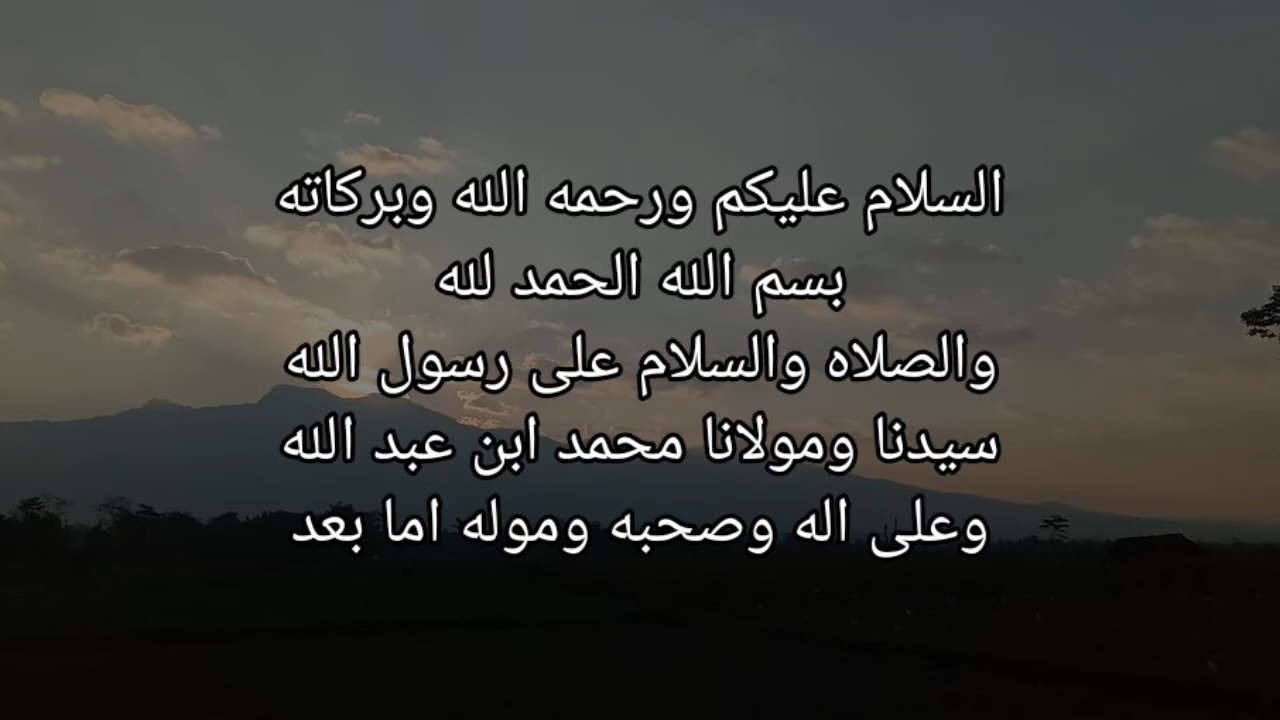 السلام عليكم ورحمه الله وبركاته
بسم الله الحمد لله
والصلاه والسلام على رسول الله
سيدنا ومولانا محمد ابن عبد الله
وعلى اله وصحبه وموله اما بعد